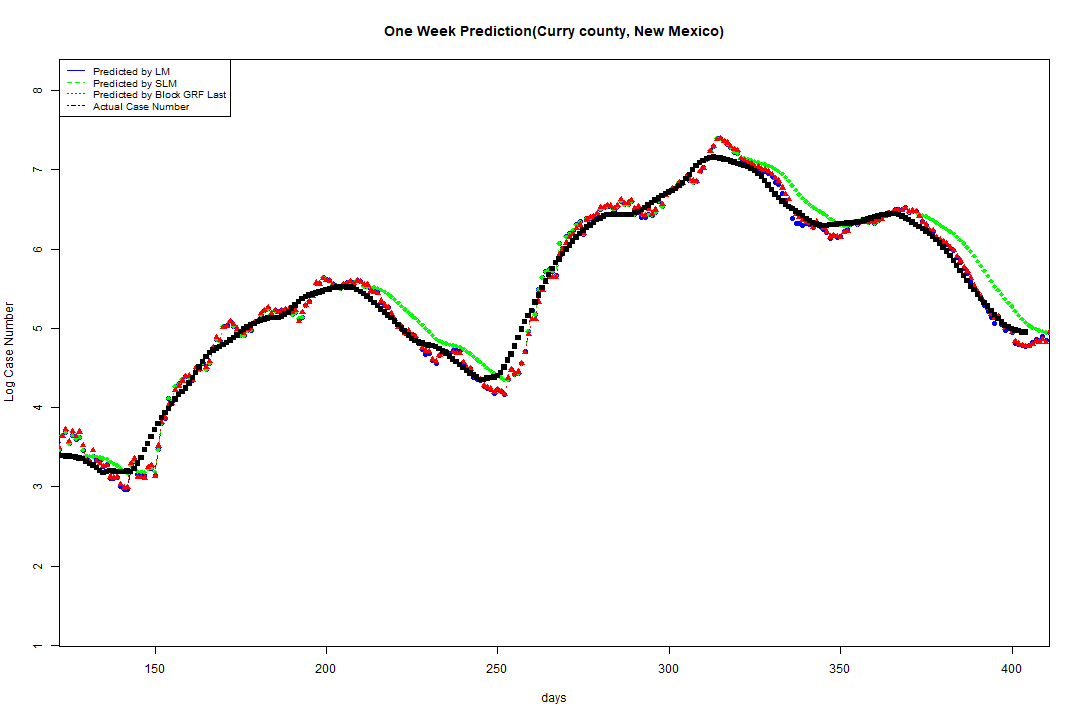 One Week Prediction(Curry county, New Mexico)
Predicted by LM
Predicted by SLM
Predicted by Block GRF Last
Actual Case Number
8
7
6
5
4
3
2
1
Log Case Number
150 200 250 300 350 400
days